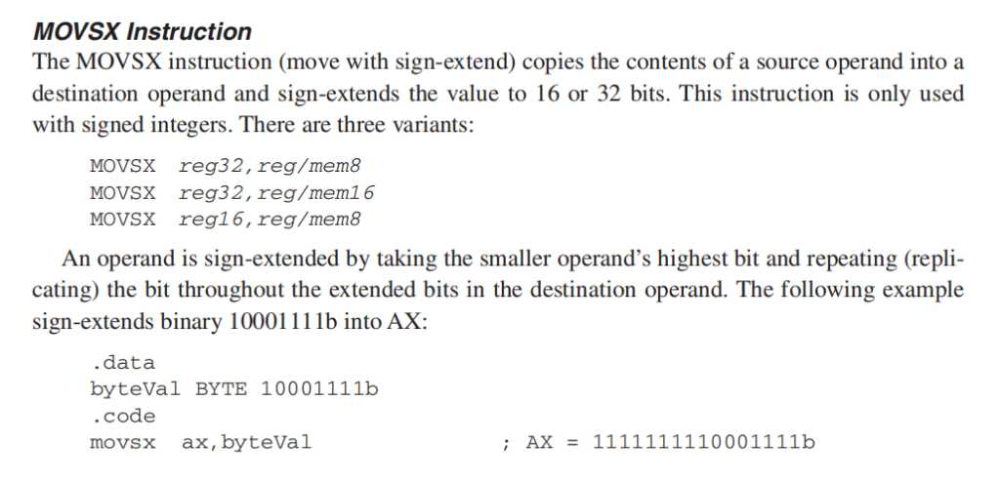 MOVSX Instruction
The MOVSX instruction (move with sign-extend) copies the contents of a source operand into a
destination operand and sign-extends the value to 16 or 32 bits. This instruction is only used
with signed integers. There are three variants:
MOVSX reg32,reg/mem8
MOVSX reg32,reg/mem16
MOVSX reg16,reg/mem8
An operand is sign-extended by taking the smaller operand's highest bit and repeating (repli-
cating) the bit throughout the extended bits in the destination operand. The following example
sign-extends binary 10001111b into AX:
.data
byteVal BYTE 10001111b
.code
movsx ax,byteVal ; AX = 1111111110001111b